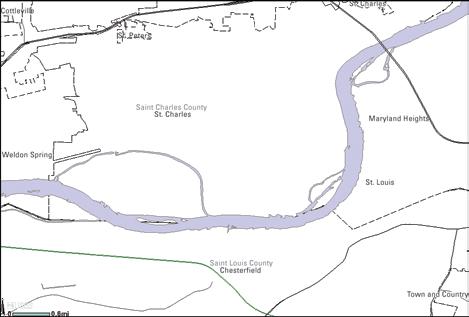 Cottleville
St. Peters
St. Charles
Saint Charles County
St. Charles
Maryland Heights
Weldon Spring
St. Louis
Saint Louis County
Chesterfield
Town and Country
0 0.6mi